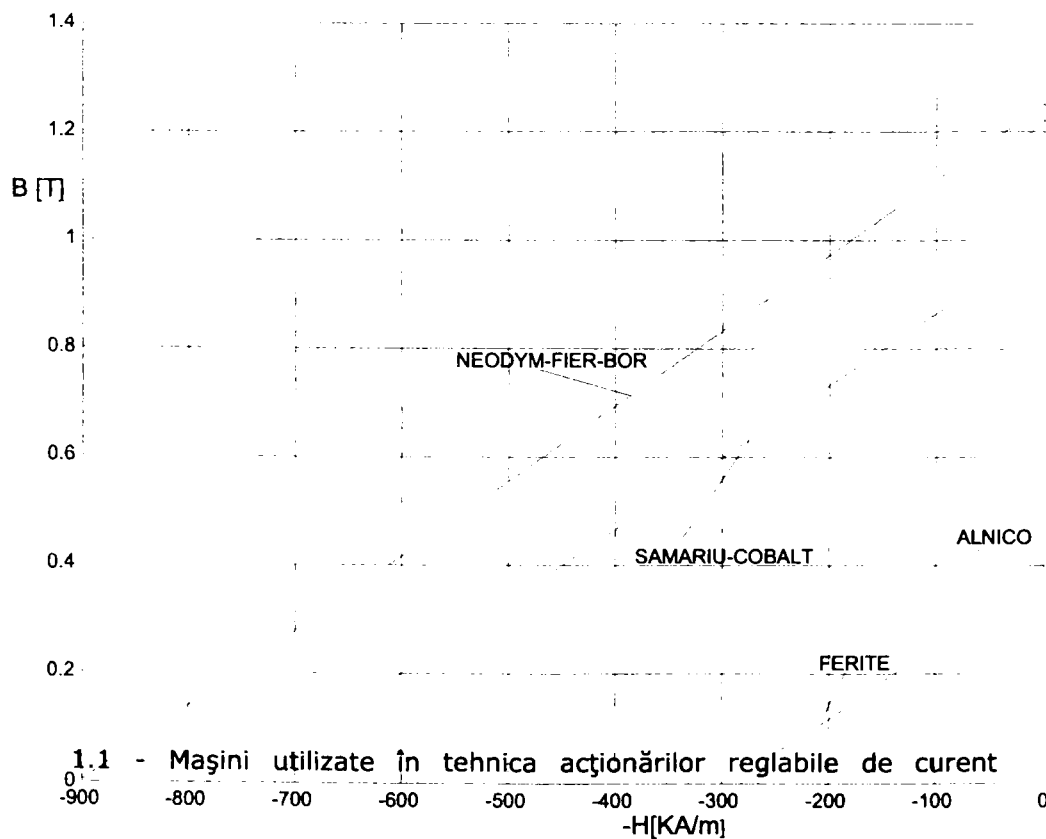 1.4
1.2
B [T]
1
0.8
NEODYM-FIER-BOR
0.6
ALNICO
SAMARIU-COBALT
0.4
FERITE
0.2
1.1 - Maşini utilizate în tehnica acţionărilor reglabile de curent
0
-900 -800 -700 -600 -500 -400 -300 -200 -100 0
-H[KA/m]